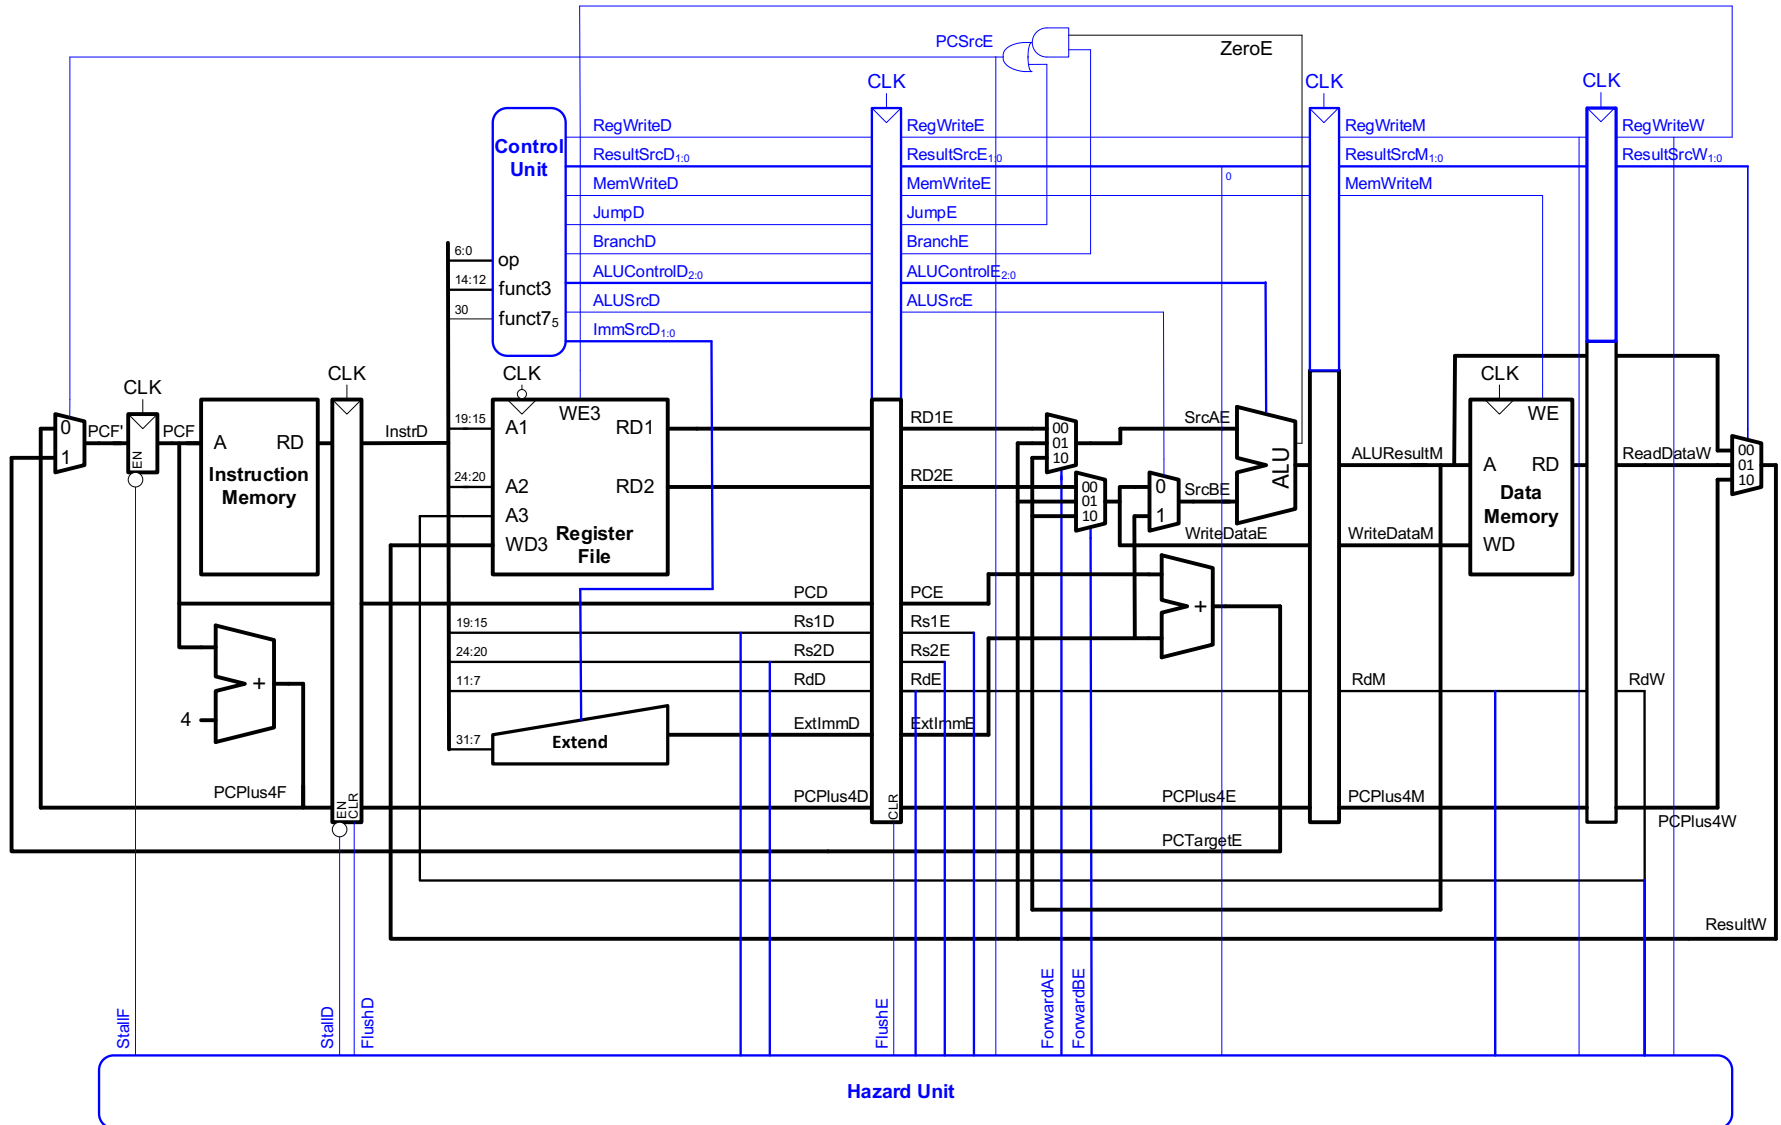 PCSrcE
ZeroE
CLK
CLK
CLK
Control
Unit
RegWriteD
RegWriteE
RegWriteM
RegWriteW
ResultSrcD1:0
ResultSrcE1:0
0
ResultSrcM1:0
ResultSrcW1:0
MemWriteD
MemWriteE
MemWriteM
JumpD
JumpE
BranchD
BranchE
6:0
op
ALUControlD2:0
ALUControlE2:0
14:12
funct3
ALUSrcD
ALUSrcE
30
funct75
ImmSrcD1:0
CLK
CLK
CLK
CLK
0
1
PCF'
EN
PCF
A
RD
Instruction
Memory
InstrD
19:15
A1
WE3
RD1
24:20
A2
RD2
A3
WD3
Register
File
RD1E
RD2E
00
01
10
00
01
10
0
1
SrcAE
SrcBE
ALU
WriteDataE
ALUResultM
WriteDataM
A
RD
WE
Data
Memory
WD
ReadDataW
00
01
10
PCD
PCE
+
19:15
Rs1D
Rs1E
24:20
Rs2D
Rs2E
11:7
RdD
RdE
RdM
RdW
4
+
31:7
Extend
ExtImmD
ExtImmE
PCPlus4F
EN
CLR
PCPlus4D
CLR
PCPlus4E
PCPlus4M
PCPlus4W
PCTargetE
ResultW
StallF
StallD
FlushD
FlushE
ForwardAE
ForwardBE
Hazard Unit